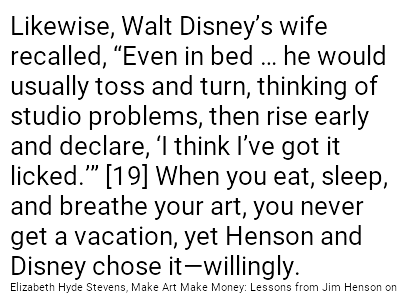 Likewise, Walt Disney’s wife
recalled, “Even in bed … he would
usually toss and turn, thinking of
studio problems, then rise early
and declare, ‘I think I’ve got it
licked.’” [19] When you eat, sleep,
and breathe your art, you never
get a vacation, yet Henson and
Disney chose it—willingly.
Elizabeth Hyde Stevens, Make Art Make Money: Lessons from Jim Henson on